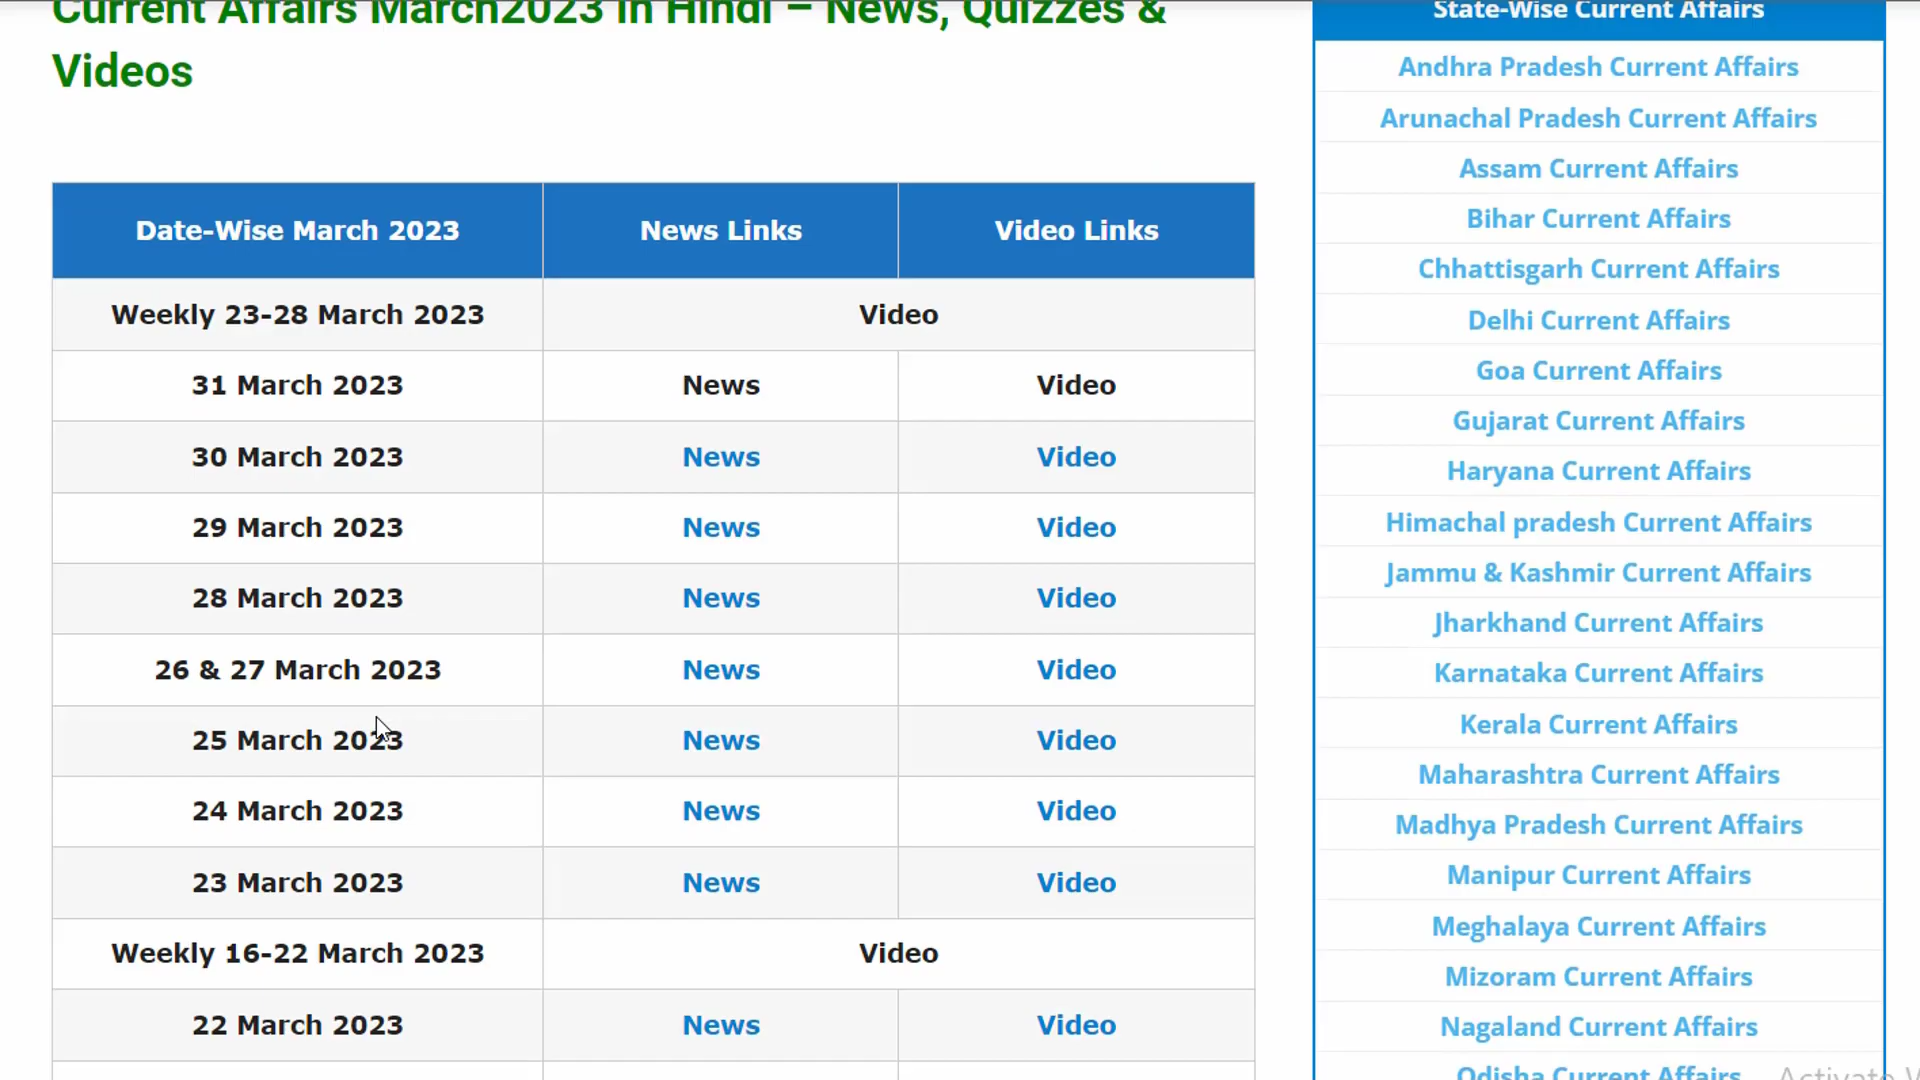 Current Affairs March2023 in Hindi – News, Quizzes &
Videos
Date-Wise March 2023 News Links Video Links
Weekly 23-28 March 2023 Video
31 March 2023 News Video
30 March 2023 News Video
29 March 2023 News Video
28 March 2023 News Video
26 & 27 March 2023 News Video
25 March 2023 News Video
24 March 2023 News Video
23 March 2023 News Video
Weekly 16-22 March 2023 Video
22 March 2023 News Video
State-Wise Current Affairs
Andhra Pradesh Current Affairs
Arunachal Pradesh Current Affairs
Assam Current Affairs
Bihar Current Affairs
Chhattisgarh Current Affairs
Delhi Current Affairs
Goa Current Affairs
Gujarat Current Affairs
Haryana Current Affairs
Himachal pradesh Current Affairs
Jammu & Kashmir Current Affairs
Jharkhand Current Affairs
Karnataka Current Affairs
Kerala Current Affairs
Maharashtra Current Affairs
Madhya Pradesh Current Affairs
Manipur Current Affairs
Meghalaya Current Affairs
Mizoram Current Affairs
Nagaland Current Affairs
Odisha Current Affairs
Activate